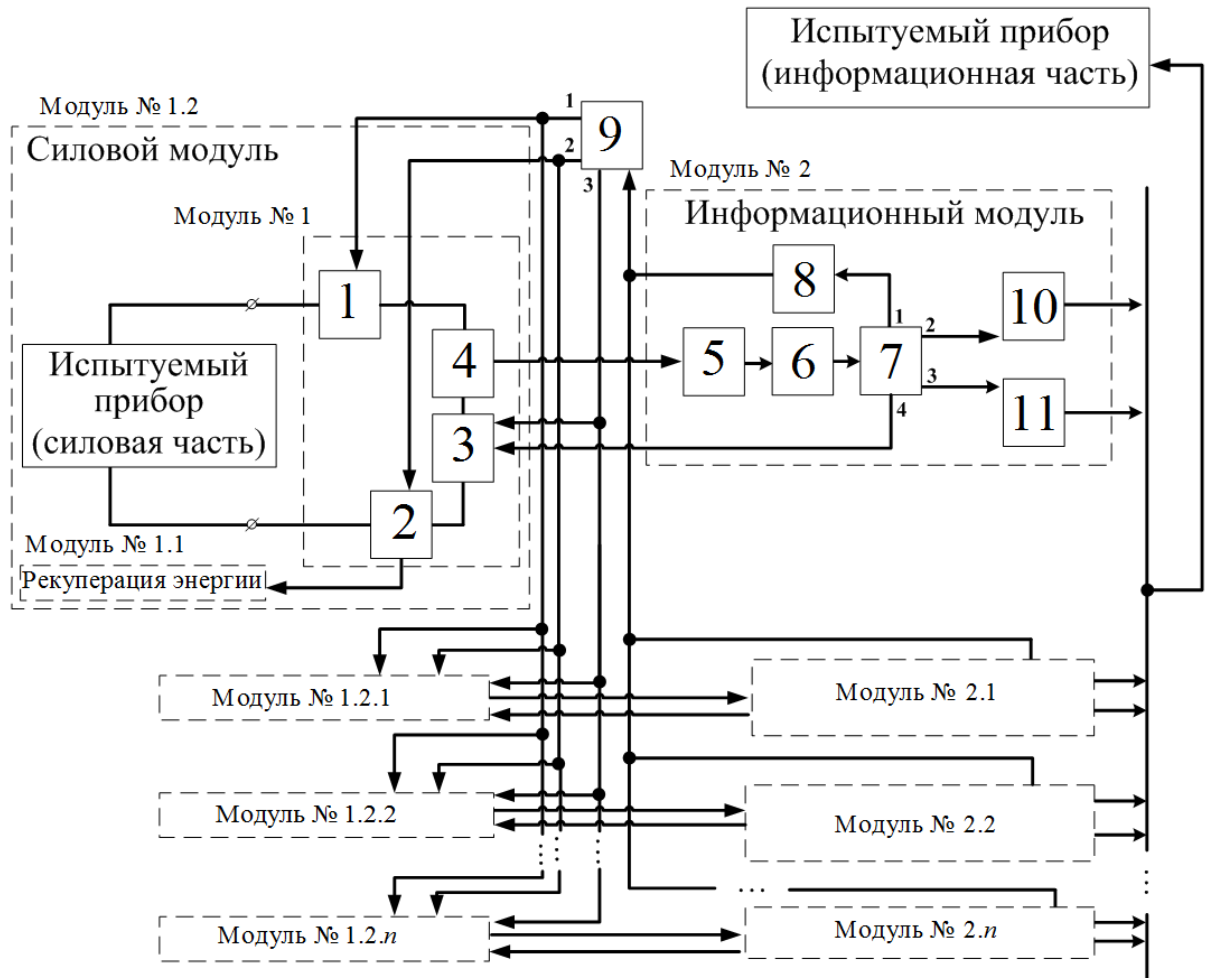 Испытуемый прибор
(информационная часть)
Модуль № 1.2
1
9
2
3
Силовой модуль
Модуль № 2
Информационный модуль
Модуль № 1
8
10
1
1
2
4
5
6
7
3
11
4
Испытуемый
прибор
(силовая часть)
3
2
Модуль № 1.1
Рекуперация энергии
Модуль № 1.2.1
Модуль № 2.1
Модуль № 1.2.2
Модуль № 2.2
Модуль № 1.2.n
Модуль № 2.n